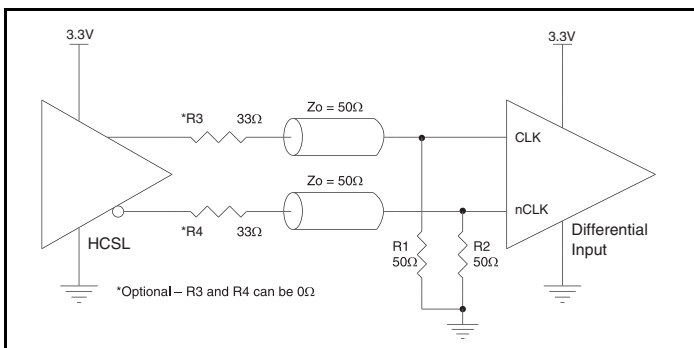 3.3V
3.3V
*R3
33Ω
Zo = 50Ω
CLK
Zo = 50Ω
nCLK
HCSL
*R4
33Ω
R1
50Ω
R2
50Ω
Differential
Input
*Optional – R3 and R4 can be 0Ω